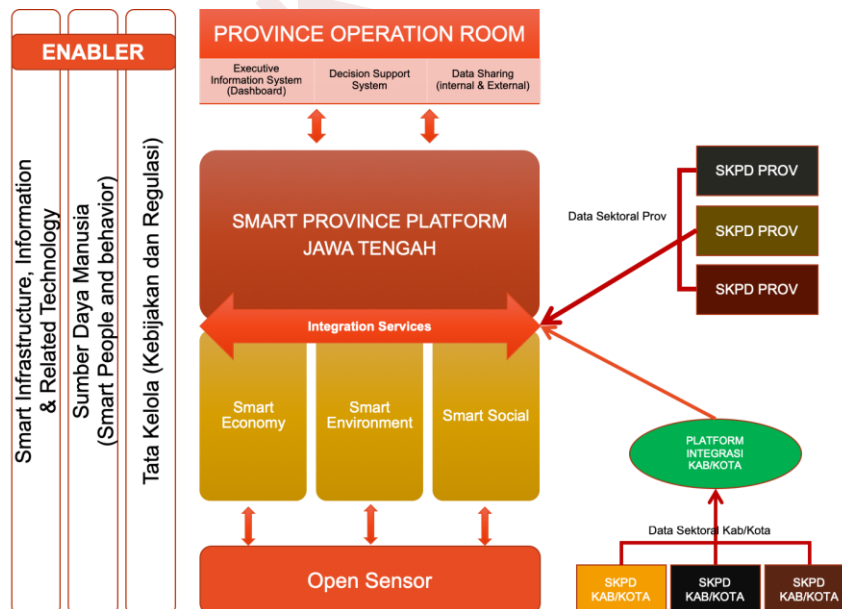 ENABLER
Smart Infrastructure, Information
& Related Technology
Sumber Daya Manusia
(Smart People and behavior)
Tata Kelola (Kebijakan dan Regulasi)
PROVINCE OPERATION ROOM
Executive
Information System
(Dashboard)
Decision Support
System
Data Sharing
(internal & External)
SMART PROVINCE PLATFORM
JAWA TENGAH
Integration Services
Smart
Economy
Smart
Environment
Smart Social
Open Sensor
Data Sektoral Prov
SKPD PROV
SKPD PROV
SKPD PROV
PLATFORM
INTEGRASI
KAB/KOTA
Data Sektoral Kab/Kota
SKPD
KAB/KOTA
SKPD
KAB/KOTA
SKPD
KAB/KOTA